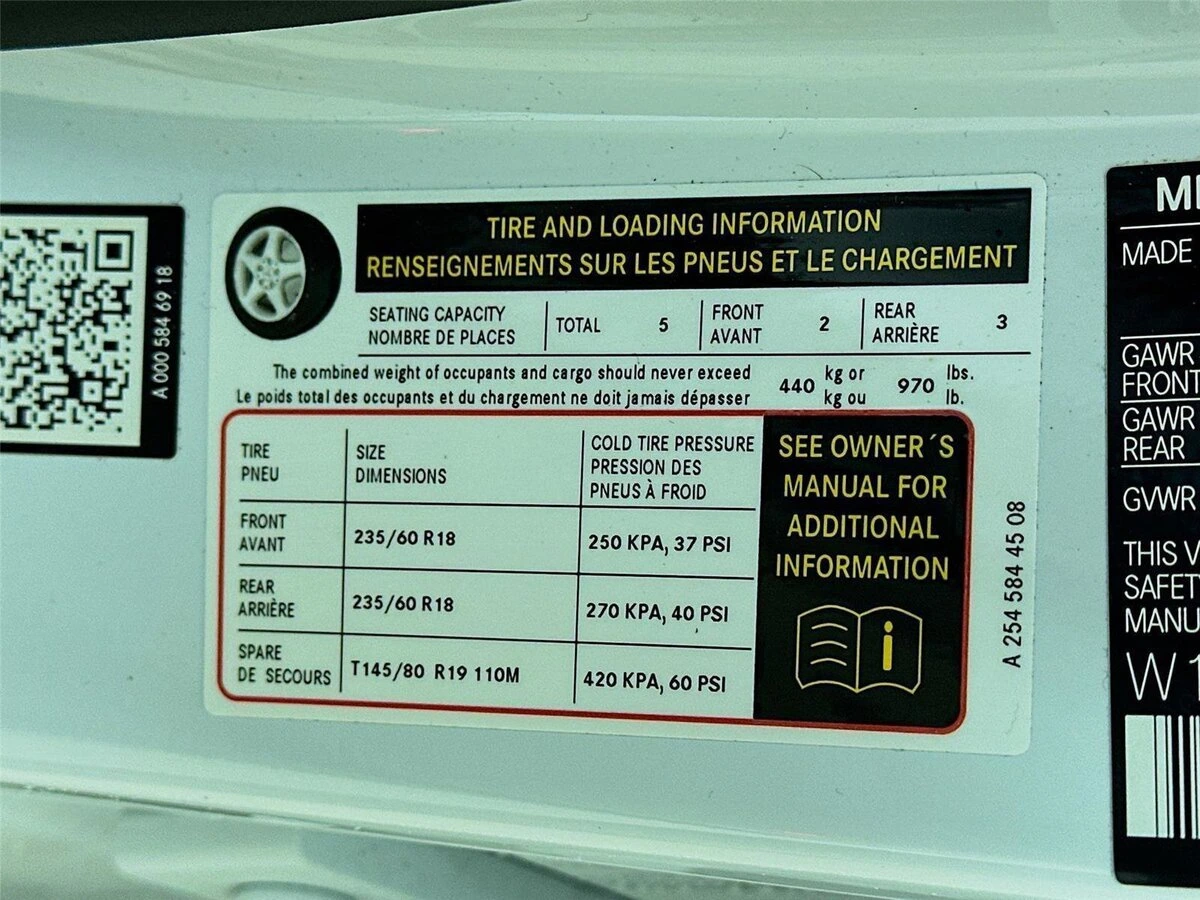 A 000 584 69 18
TIRE AND LOADING INFORMATION
RENSEIGNEMENTS SUR LES PNEUS ET LE CHARGEMENT
SEATING CAPACITY
NOMBRE DE PLACES
TOTAL 5
FRONT
AVANT 2
REAR
ARRIÈRE 3
The combined weight of occupants and cargo should never exceed
Le poids total des occupants et du chargement ne doit jamais dépasser
440 kg or
kg ou
970 lbs.
lb.
TIRE
PNEU
SIZE
DIMENSIONS
COLD TIRE PRESSURE
PRESSION DES
PNEUS À FROID
FRONT
AVANT
235/60 R18
250 KPA, 37 PSI
REAR
ARRIÈRE
235/60 R18
270 KPA, 40 PSI
SPARE
DE SECOURS
T145/80 R19 110M
420 KPA, 60 PSI
SEE OWNER´S
MANUAL FOR
ADDITIONAL
INFORMATION
i
A 254 584 45 08
MADE
GAWR
FRONT
GAWR
REAR
GVWR
THIS
MANU
W